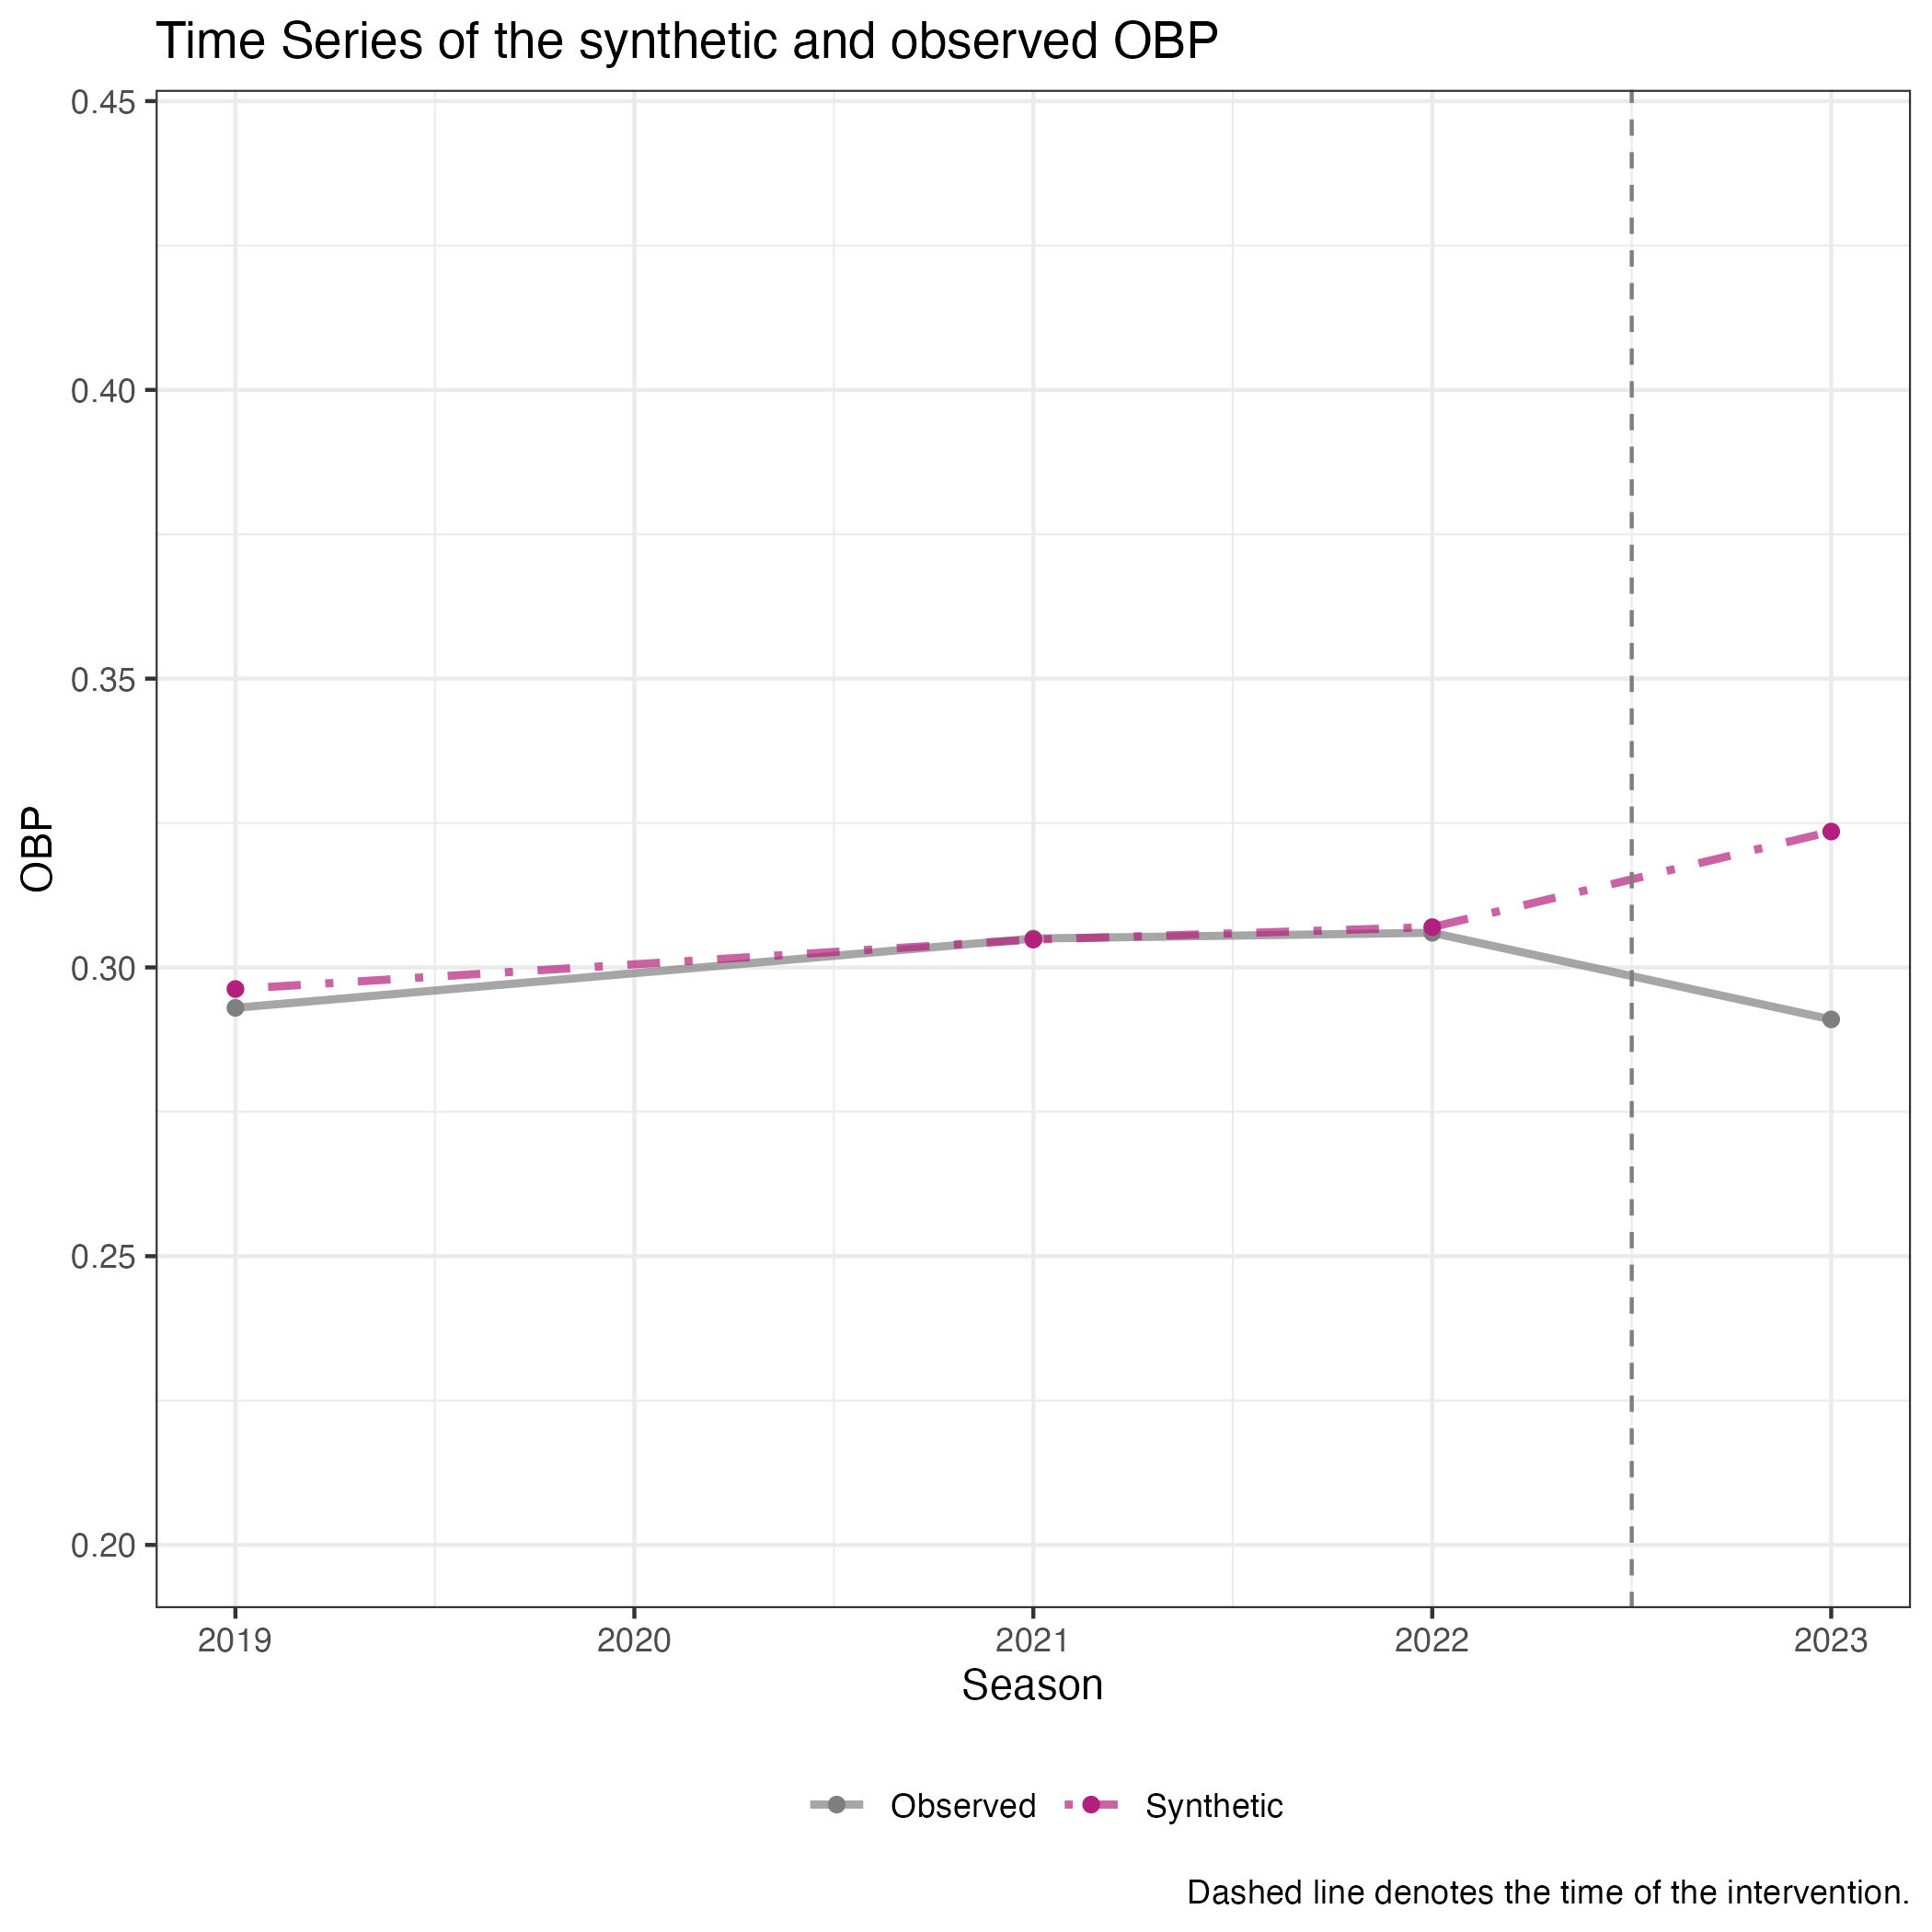 Time Series of the synthetic and observed OBP
0.45
0.40
0.35
0.30
0.25
0.20
OBP
2019 2020 2021 2022 2023
Season
Observed Synthetic
Dashed line denotes the time of the intervention.